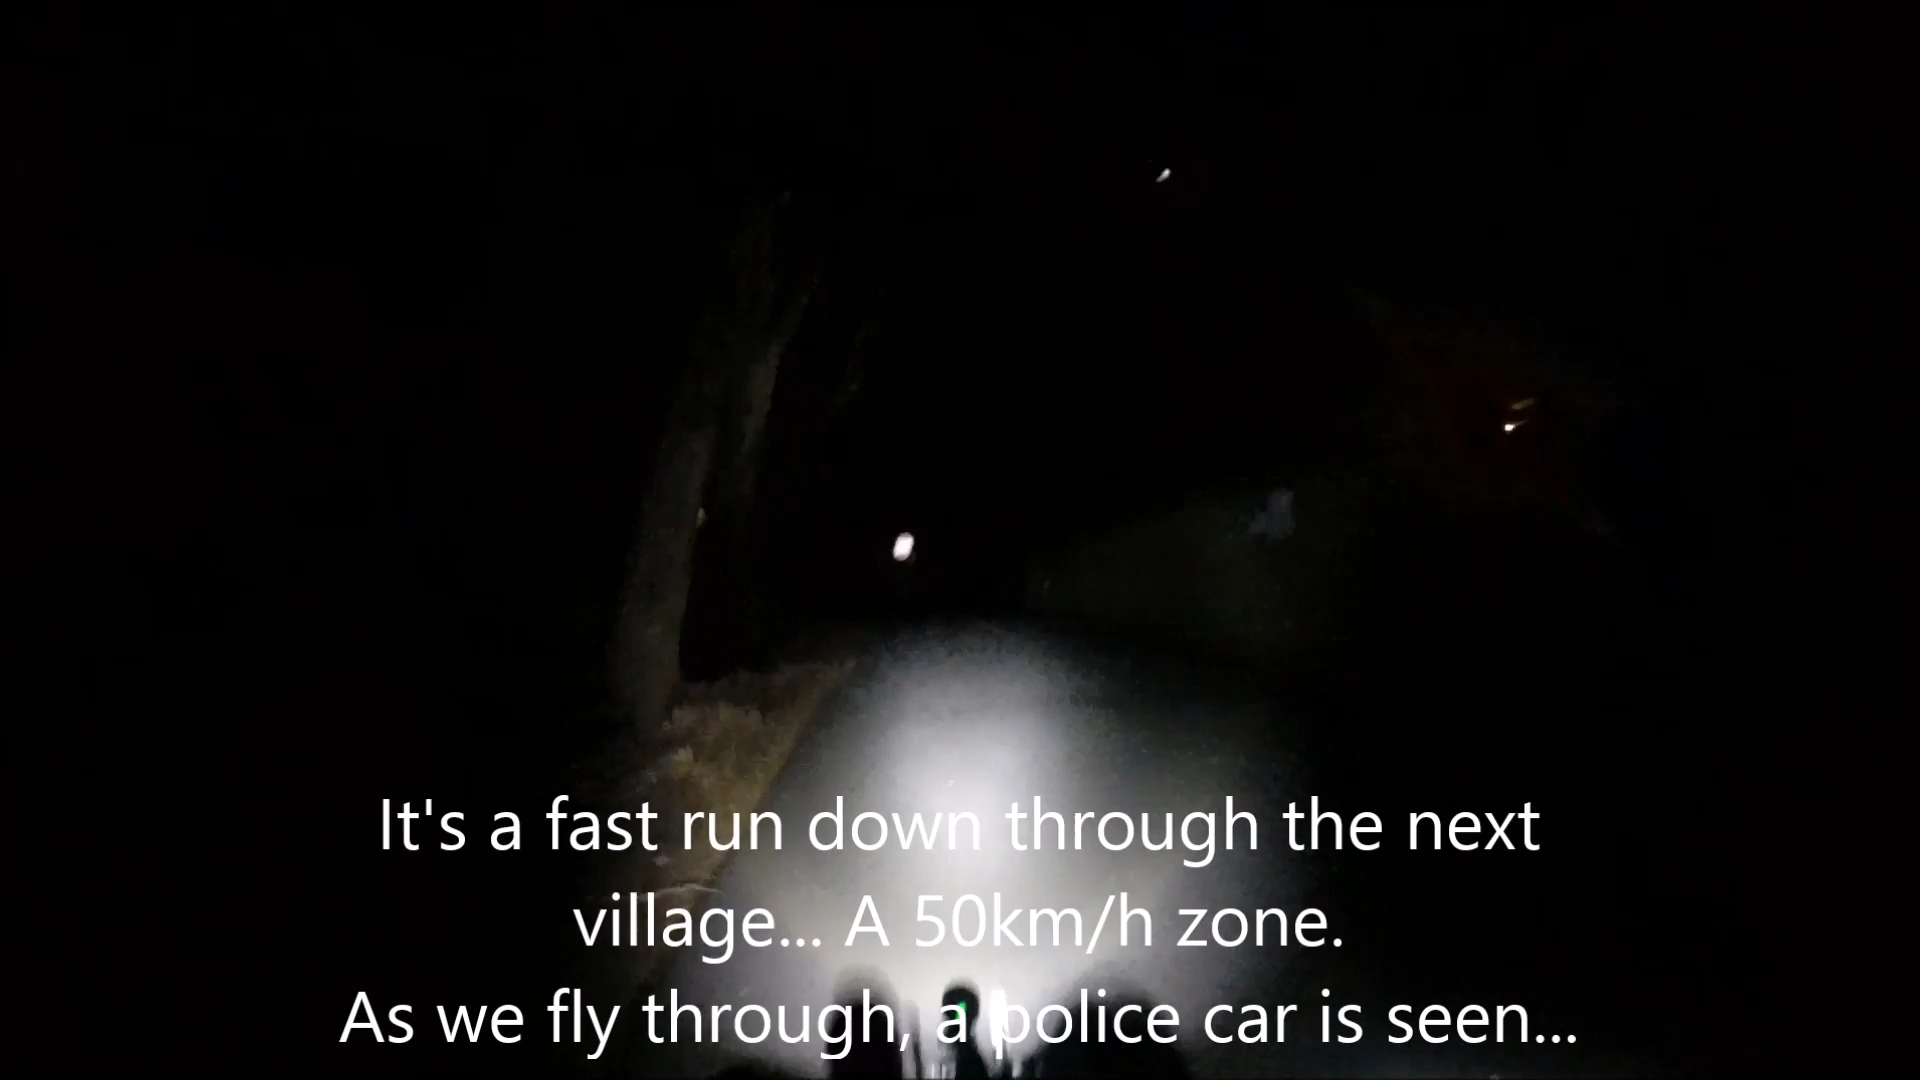 It's a fast run down through the next
village... A 50km/h zone.
As we fly through, a police car is seen...